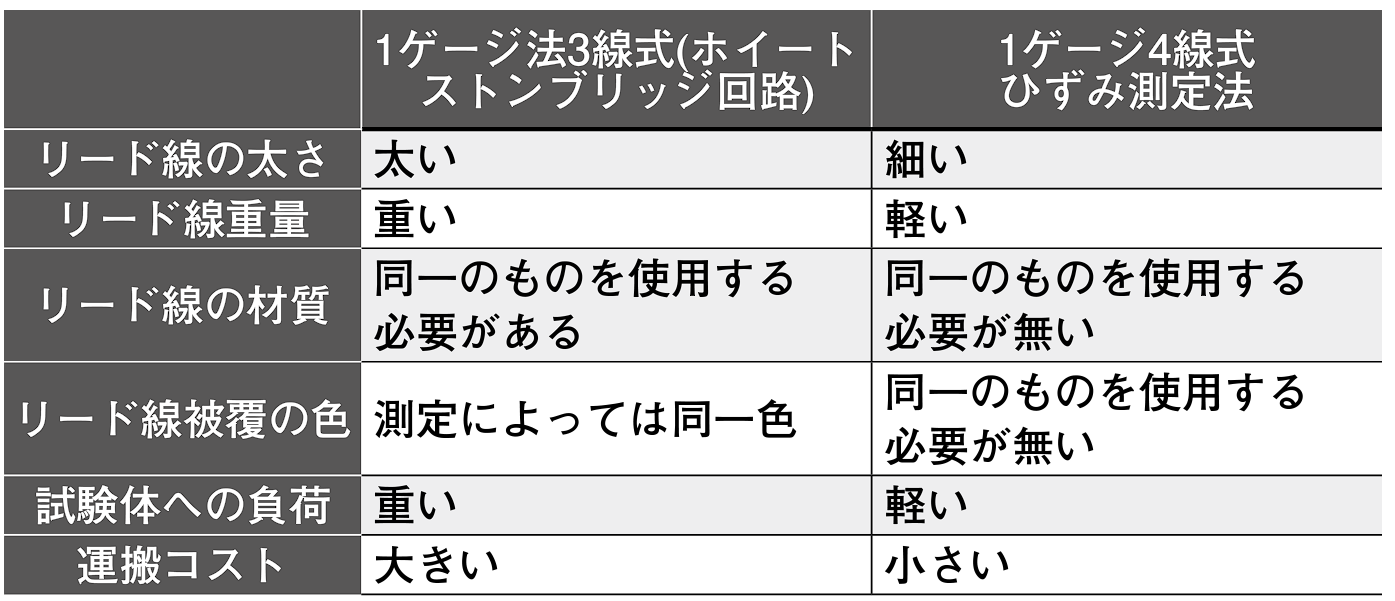 1ゲージ法3線式(ホイート
ストンブリッジ回路)
1ゲージ4線式
ひずみ測定法
リード線の太さ
太い
細い
リード線重量
重い
軽い
リード線の材質
同一のものを使用する
必要がある
同一のものを使用する
必要が無い
リード線被覆の色
測定によっては同一色
同一のものを使用する
必要が無い
試験体への負荷
重い
軽い
運搬コスト
大きい
小さい